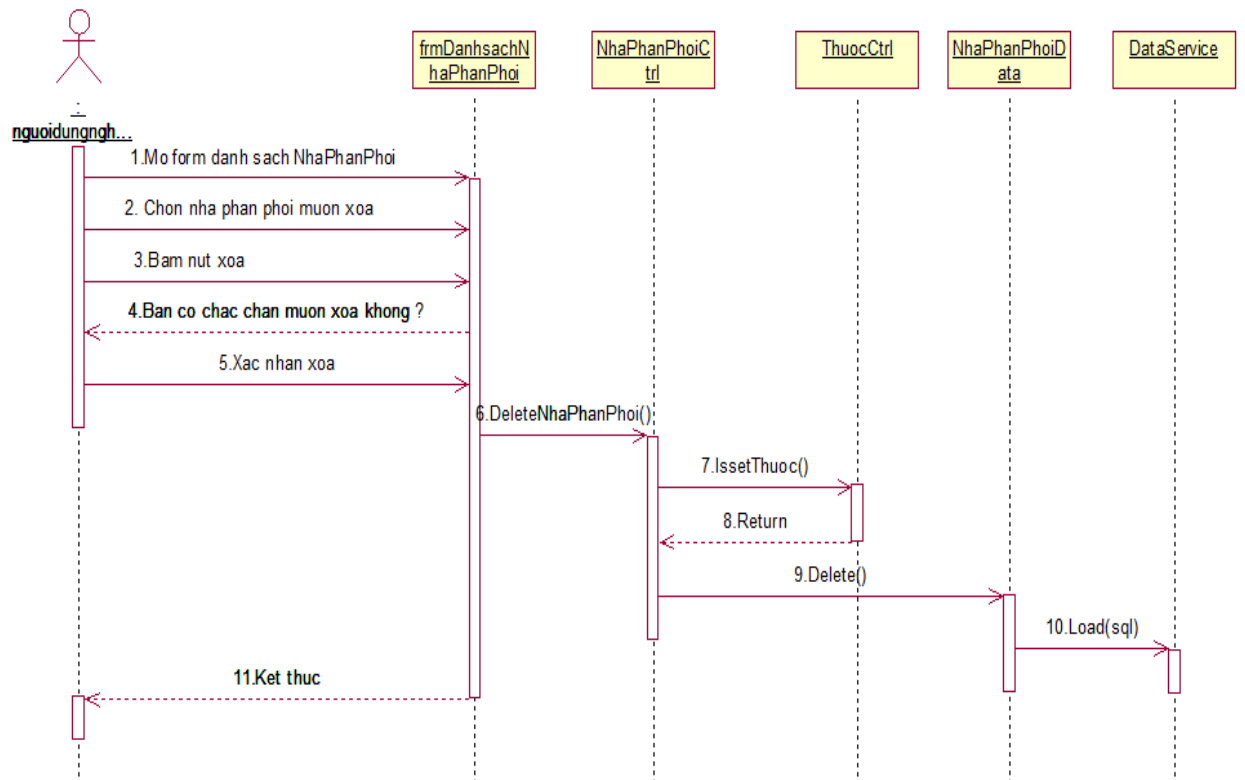 frmDanhsachN
haPhanPhoi
NhaPhanPhoiC
trl
ThuocCtrl
NhaPhanPhoiD
ata
DataService
:
nguoidungngh...
1.Mo form danh sach NhaPhanPhoi
2. Chon nha phan phoi muon xoa
3.Bam nut xoa
4.Ban co chac chan muon xoa khong ?
5.Xac nhan xoa
6.DeleteNhaPhanPhoi()
7.IssetThuoc()
8.Return
9.Delete()
10.Load(sql)
11.Ket thuc